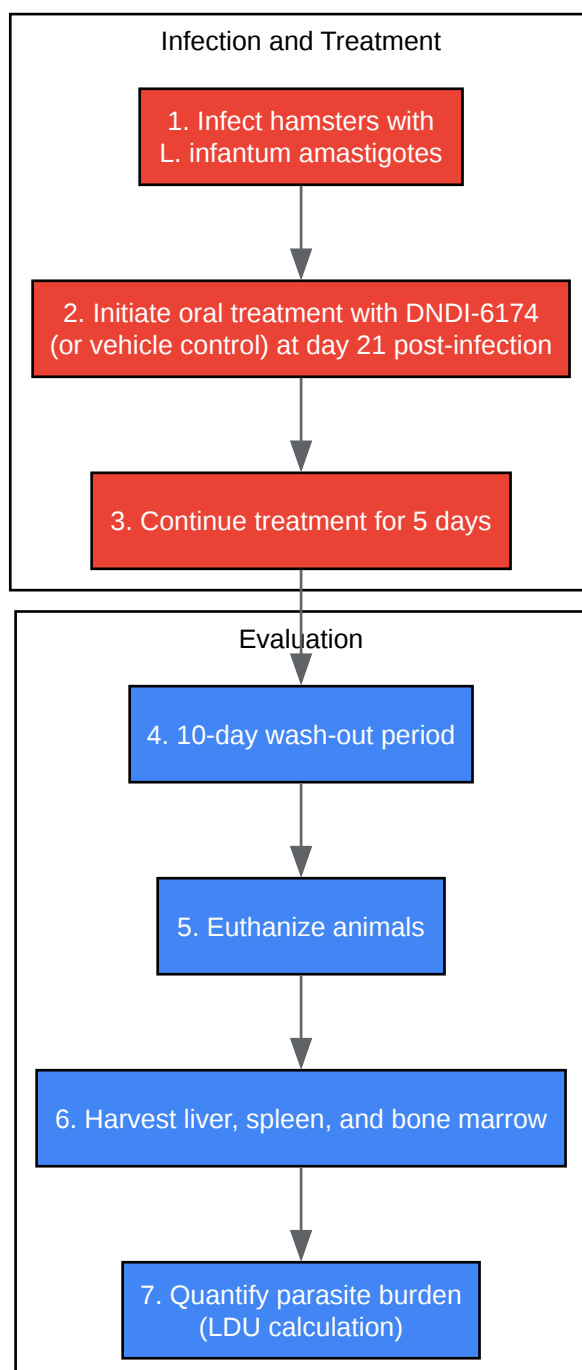 Infection and Treatment
1. Infect hamsters with
L. infantum amastigotes
2. Initiate oral treatment with DNDI-6174
(or vehicle control) at day 21 post-infection
3. Continue treatment for 5 days
Evaluation
4. 10-day wash-out period
5. Euthanize animals
6. Harvest liver, spleen, and bone marrow
7. Quantify parasite burden
(LDU calculation)